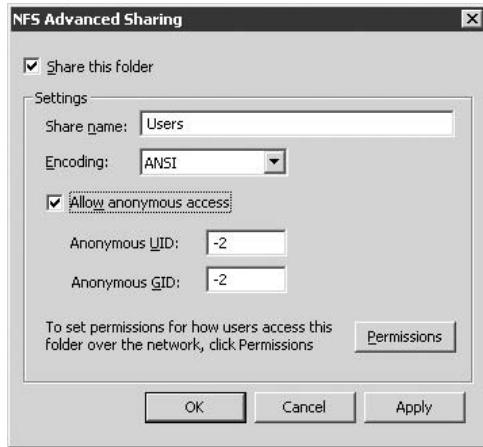 NFS Advanced Sharing
Share this folder
Settings
Share name: Users
Encoding: ANSI
Allow anonymous access
Anonymous UID: -2
Anonymous GID: -2
To set permissions for how users access this
folder over the network, click Permissions
Permissions
OK Cancel Apply